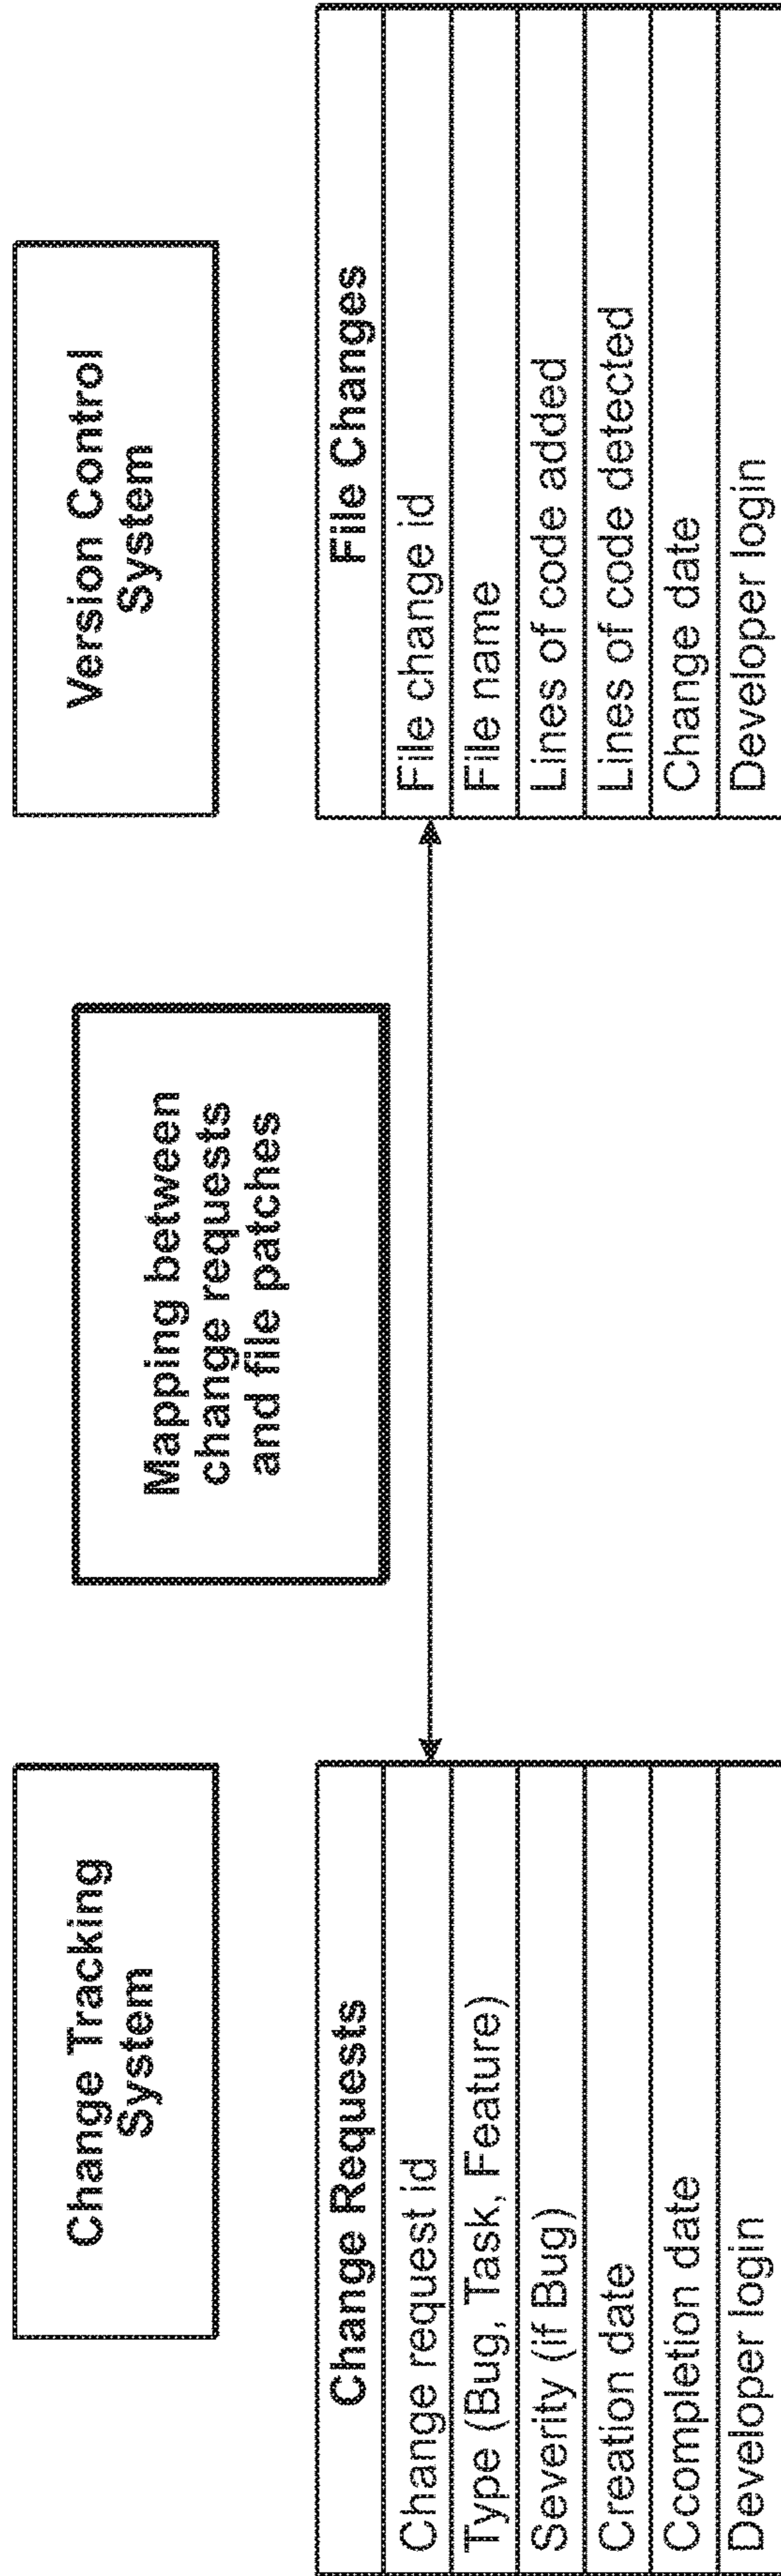 Change Tracking
System
Change Requests
Change request id
Type (Bug, Task, Feature)
Severity (if Bug)
Creation date
Ccompletion date
Developer login
Mapping between
change requests
and file patches
Version Control
System
File Changes
File change id
File name
Lines of code added
Lines of code detected
Change date
Developer login